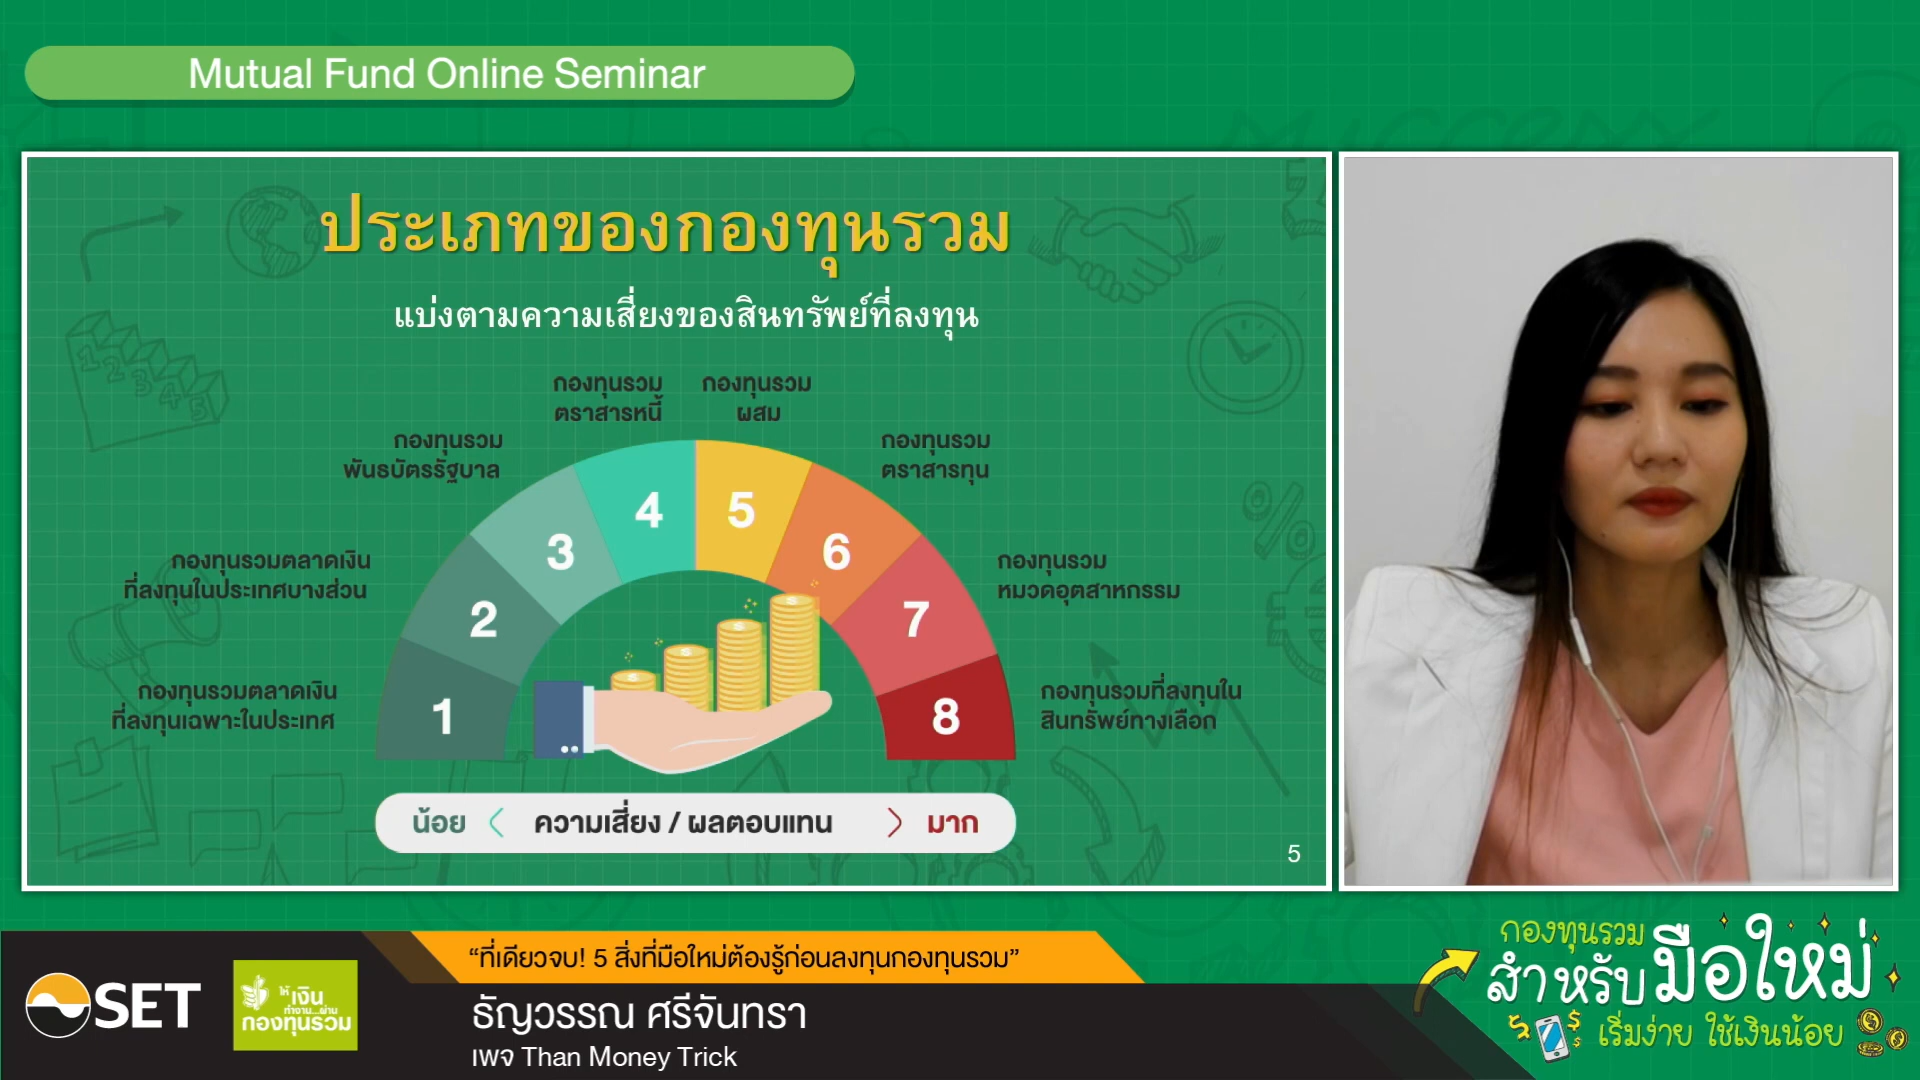 Mutual Fund Online Seminar
ประเภทของกองทุนรวม
แบ่งตามความเสี่ยงของสินทรัพย์ที่ลงทุน
กองทุนรวม
ตราสารหนี้
กองทุนรวม
ผสม
กองทุนรวม
พันธบัตรรัฐบาล
กองทุนรวม
ตราสารทุน
กองทุนรวมตลาดเงิน
ที่ลงทุนในประเทศบางส่วน
กองทุนรวม
หมวดอุตสาหกรรม
กองทุนรวมตลาดเงิน
ที่ลงทุนเฉพาะในประเทศ
กองทุนรวมที่ลงทุนใน
สินทรัพย์ทางเลือก
1
2
3
4
5
6
7
8
น้อย < ความเสี่ยง / ผลตอบแทน > มาก
5
1 2 3 4 5
%
“ที่เดียวจบ! 5 สิ่งที่มือใหม่ต้องรู้ก่อนลงทุนกองทุนรวม”
ธัญวรรณ ศรีจันทรา
เพจ Than Money Trick
SET
ให้เงิน
ทำงาน...ผ่าน
กองทุนรวม
กองทุนรวม
สำหรับมือใหม่
เริ่มง่าย ใช้เงินน้อย